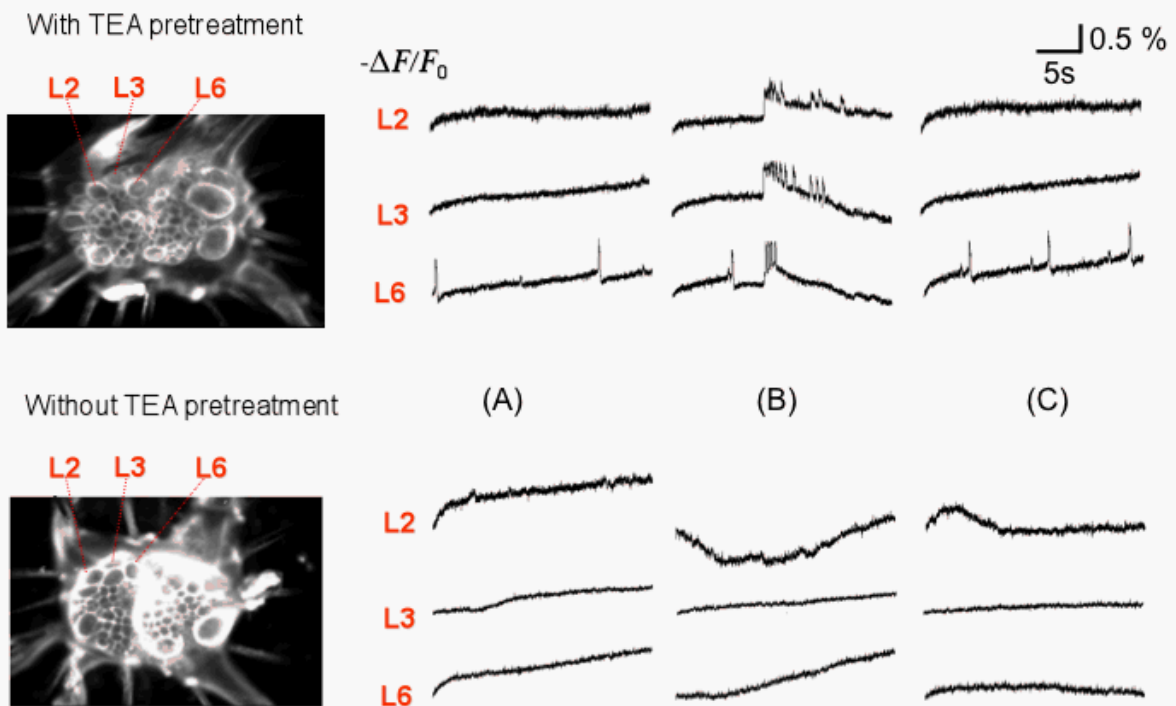 With TEA pretreatment
L2 L3 L6
-ΔF/F₀
0.5 %
5s
L2
L3
L6
Without TEA pretreatment
(A) (B) (C)
L2 L3 L6
L2
L3
L6